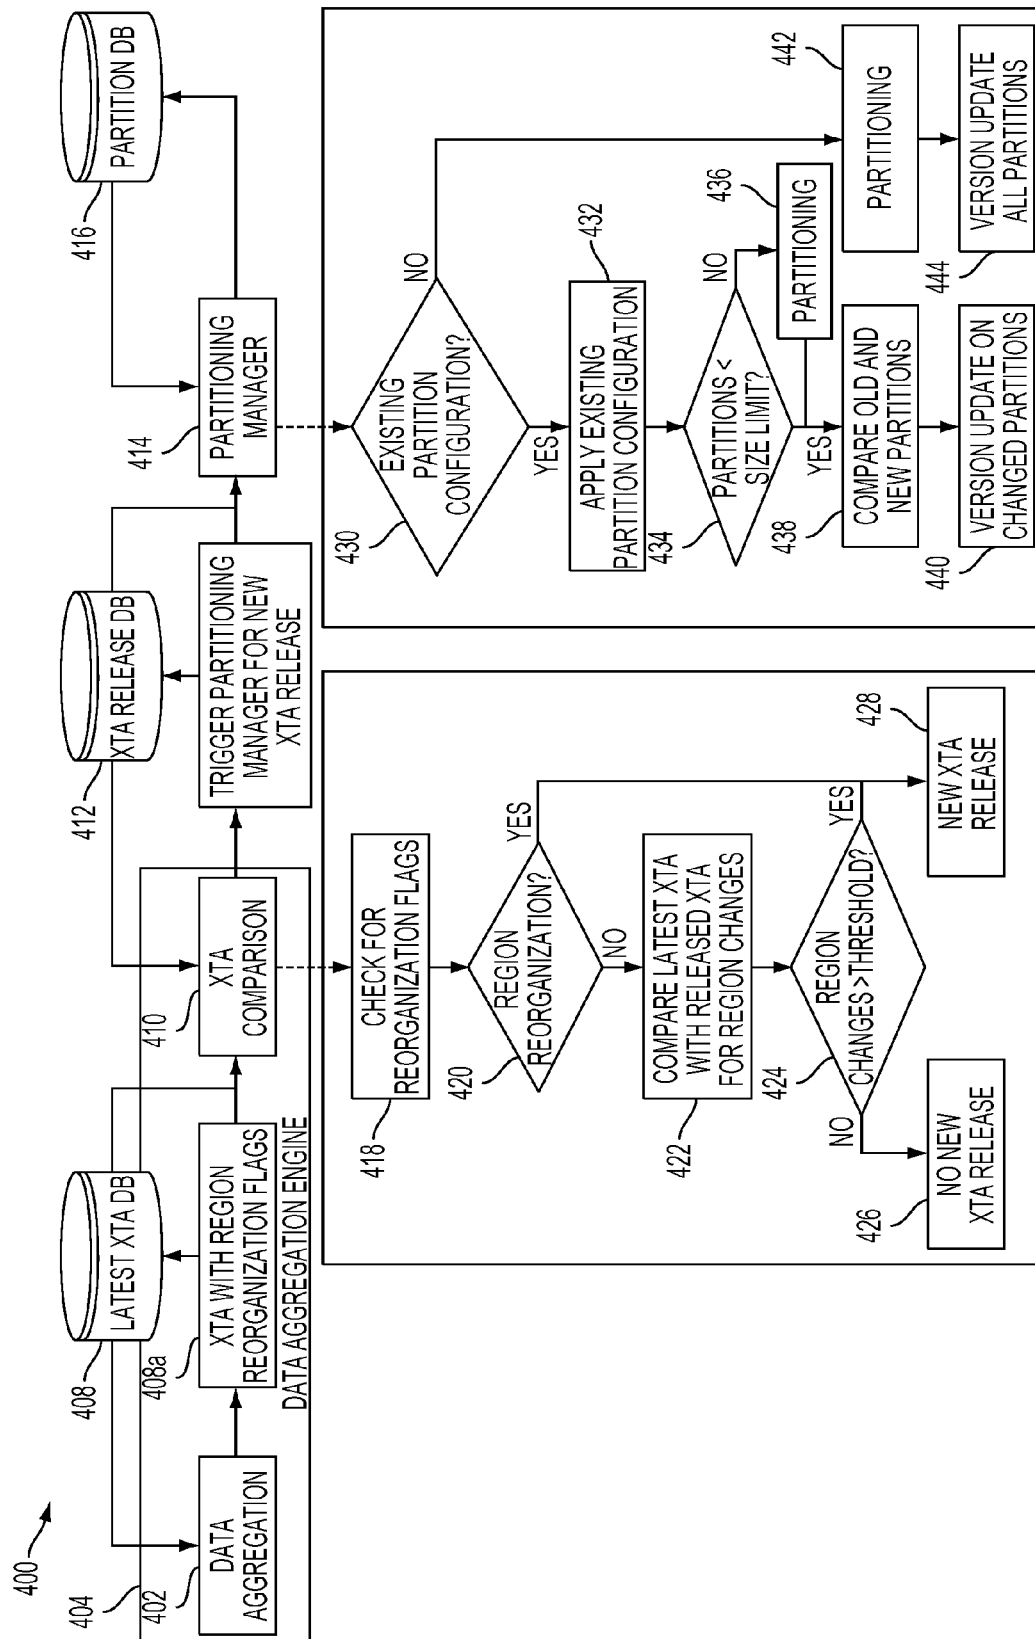 400
404
402
DATA
AGGREGATION
408
LATEST XTA DB
408a
XTA WITH REGION
REORGANIZATION FLAGS
DATA AGGREGATION ENGINE
410
XTA
COMPARISON
412
XTA RELEASE DB
TRIGGER PARTITIONING
MANAGER FOR NEW
XTA RELEASE
414
PARTITIONING
MANAGER
416
PARTITION DB
418
CHECK FOR
REORGANIZATION FLAGS
420
REGION
REORGANIZATION?
YES
NO
422
COMPARE LATEST XTA
WITH RELEASED XTA
FOR REGION CHANGES
424
REGION
CHANGES > THRESHOLD?
NO
YES
426
NO NEW
XTA RELEASE
428
NEW XTA
RELEASE
430
EXISTING
PARTITION
CONFIGURATION?
NO
YES
432
APPLY EXISTING
PARTITION CONFIGURATION
434
PARTITIONS <
SIZE LIMIT?
NO
YES
436
PARTITIONING
438
COMPARE OLD AND
NEW PARTITIONS
440
VERSION UPDATE ON
CHANGED PARTITIONS
442
PARTITIONING
444
VERSION UPDATE
ALL PARTITIONS